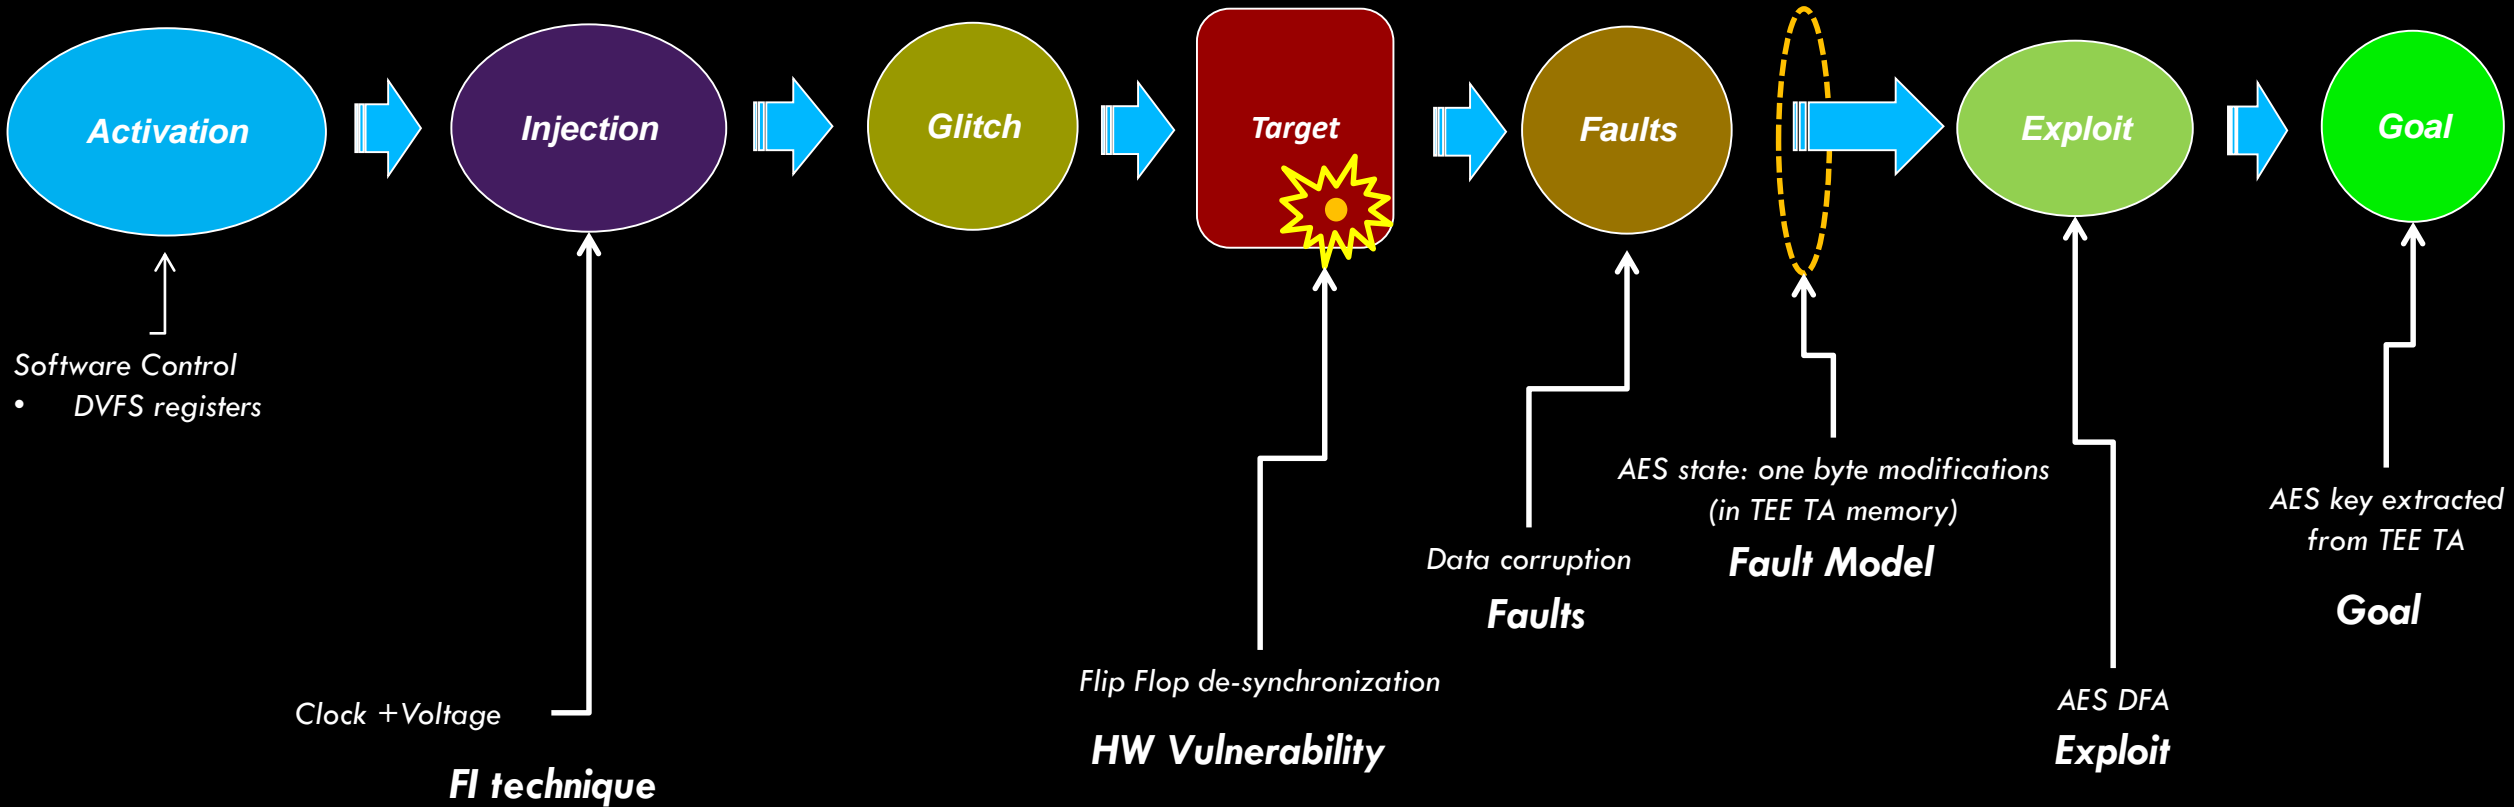 Activation
Injection
Glitch
Target
Faults
Exploit
Goal
Software Control
• DVFS registers
Clock +Voltage
FI technique
Flip Flop de-synchronization
HW Vulnerability
Data corruption
Faults
AES state: one byte modifications
(in TEE TA memory)
Fault Model
AES DFA
Exploit
AES key extracted
from TEE TA
Goal